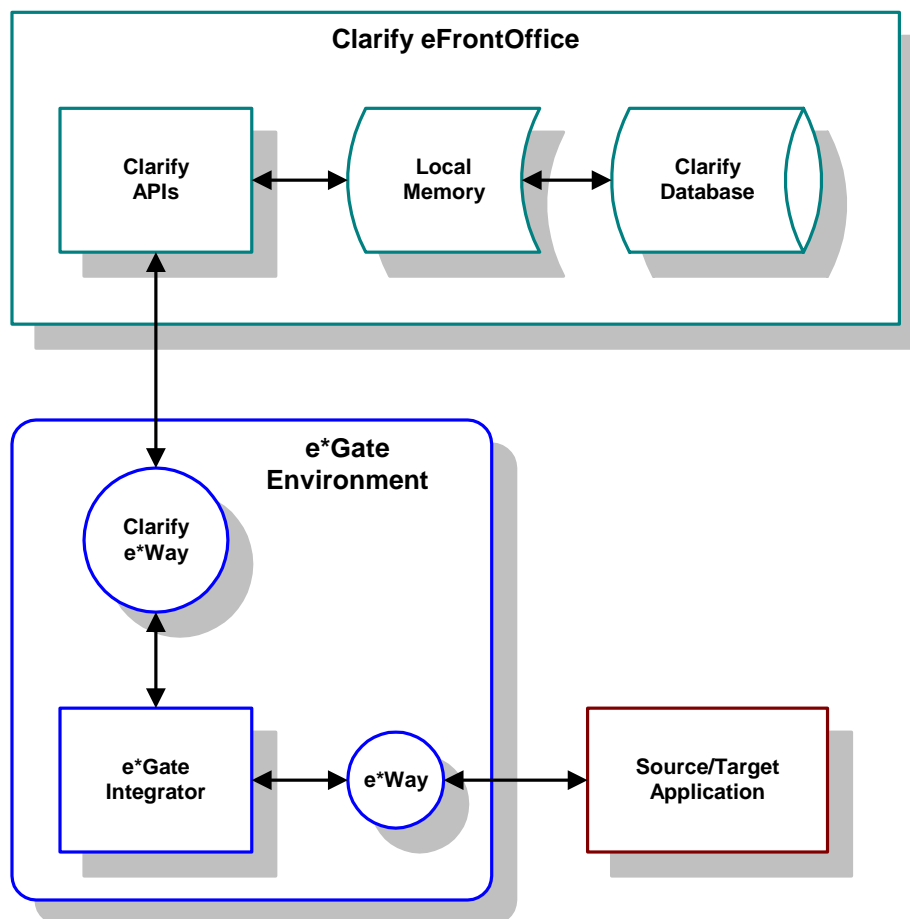 Clarify eFrontOffice
Clarify
APIs
Local
Memory
Clarify
Database
e*Gate
Environment
Clarify
e*Way
e*Gate
Integrator
e*Way
Source/Target
Application